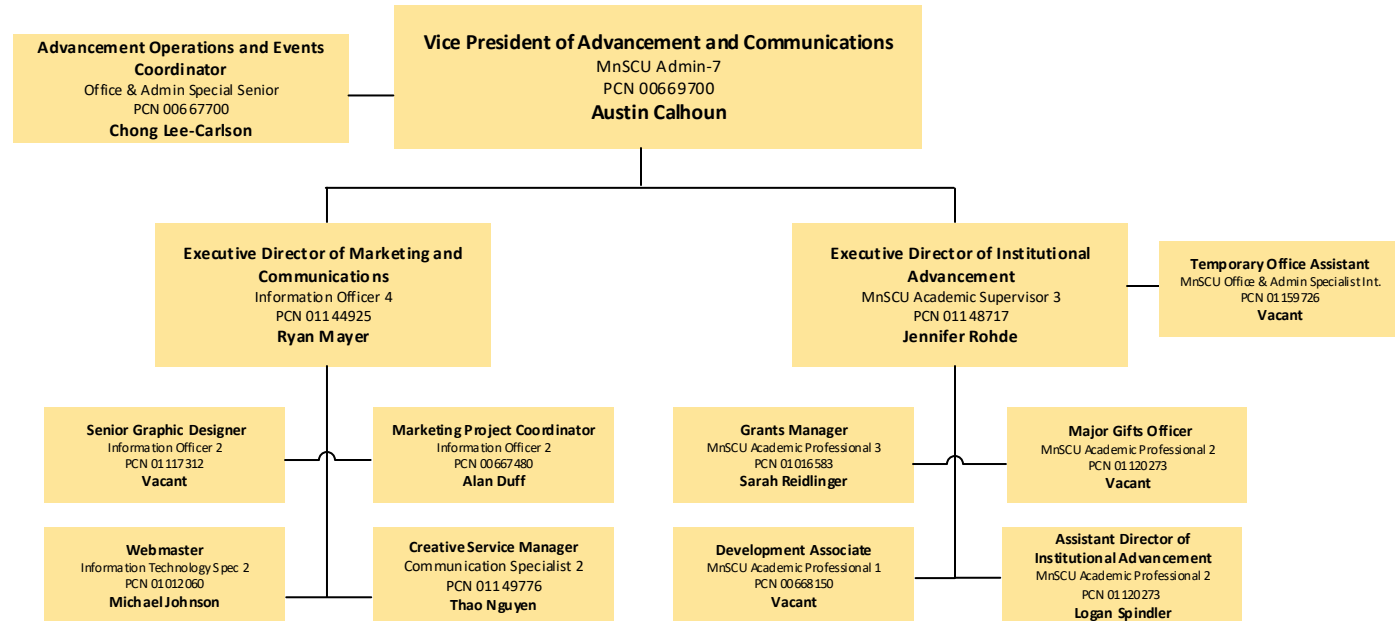 Advancement Operations and Events
Coordinator
Office & Admin Special Senior
PCN 00667700
Chong Lee-Carlson
Vice President of Advancement and Communications
MnSCU Admin-7
PCN 00669700
Austin Calhoun
Executive Director of Marketing and
Communications
Information Officer 4
PCN 01144925
Ryan Mayer
Executive Director of Institutional
Advancement
MnSCU Academic Supervisor 3
PCN 01148717
Jennifer Rohde
Temporary Office Assistant
MnSCU Office & Admin Specialist Int.
PCN 01159726
Vacant
Senior Graphic Designer
Information Officer 2
PCN 01117312
Vacant
Marketing Project Coordinator
Information Officer 2
PCN 00667480
Alan Duff
Grants Manager
MnSCU Academic Professional 3
PCN 01016583
Sarah Reidlinger
Major Gifts Officer
MnSCU Academic Professional 2
PCN 01120273
Vacant
Webmaster
Information Technology Spec 2
PCN 01012060
Michael Johnson
Creative Service Manager
Communication Specialist 2
PCN 01149776
Thao Nguyen
Development Associate
MnSCU Academic Professional 1
PCN 00668150
Vacant
Assistant Director of
Institutional Advancement
MnSCU Academic Professional 2
PCN 01120273
Logan Spindler